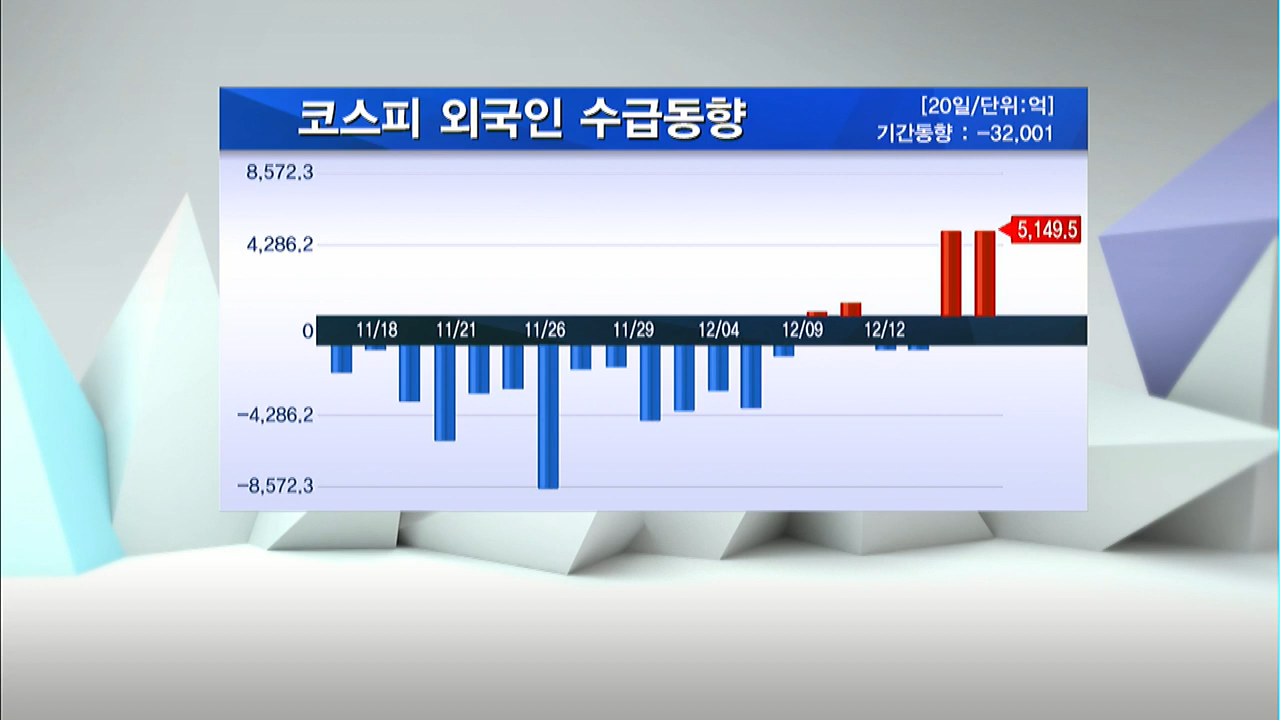 코스피 외국인 수급동향
[20일/단위:억]
기간동향 : -32,001
8,572.3
4,286.2
5,149.5
0
11/18 11/21 11/26 11/29 12/04 12/09 12/12
-4,286.2
-8,572.3